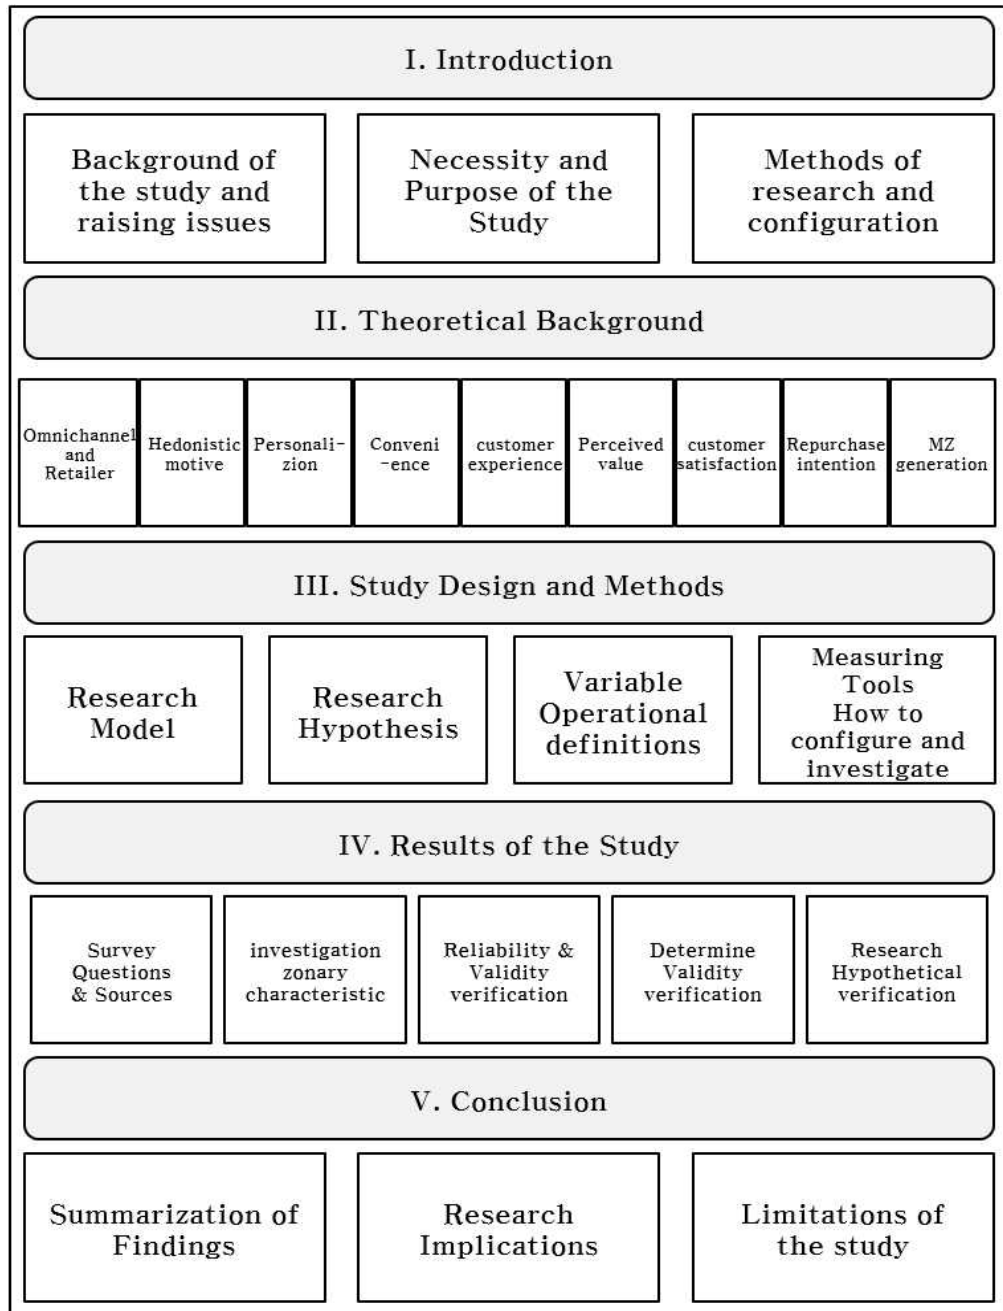 I. Introduction
Background of
the study and
raising issues
Necessity and
Purpose of the
Study
Methods of
research and
configuration
II. Theoretical Background
Omnichannel
and
Retailer
Hedonistic
motive
Personali-
zion
Conveni
-ence
customer
experience
Perceived
value
customer
satisfaction
Repurchase
intention
MZ
generation
III. Study Design and Methods
Research
Model
Research
Hypothesis
Variable
Operational
definitions
Measuring
Tools
How to
configure and
investigate
IV. Results of the Study
Survey
Questions
& Sources
investigation
zonary
characteristic
Reliability &
Validity
verification
Determine
Validity
verification
Research
Hypothetical
verification
V. Conclusion
Summarization of
Findings
Research
Implications
Limitations of
the study